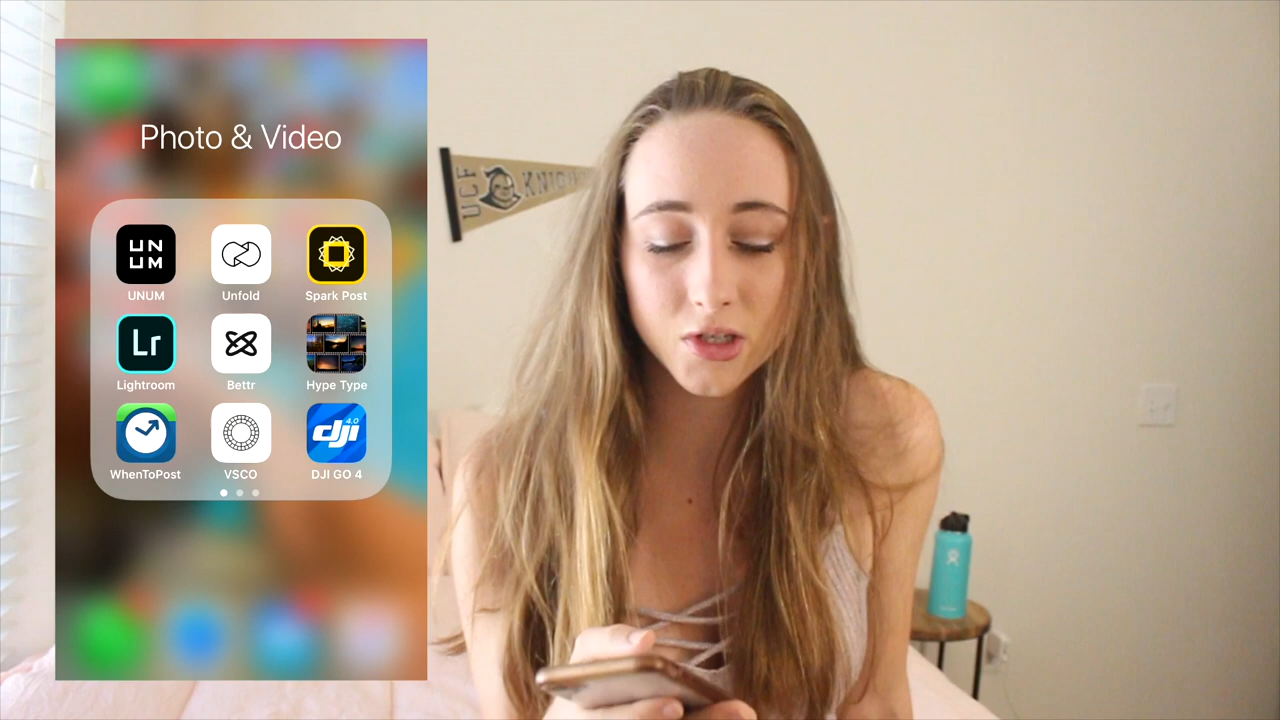 Photo & Video
UN
UM
UNUM
Unfold
Spark Post
Lr
Lightroom
Bettr
Hype Type
WhenToPost
VSCO
dji 4.0
DJI GO 4
UCF KNIGH